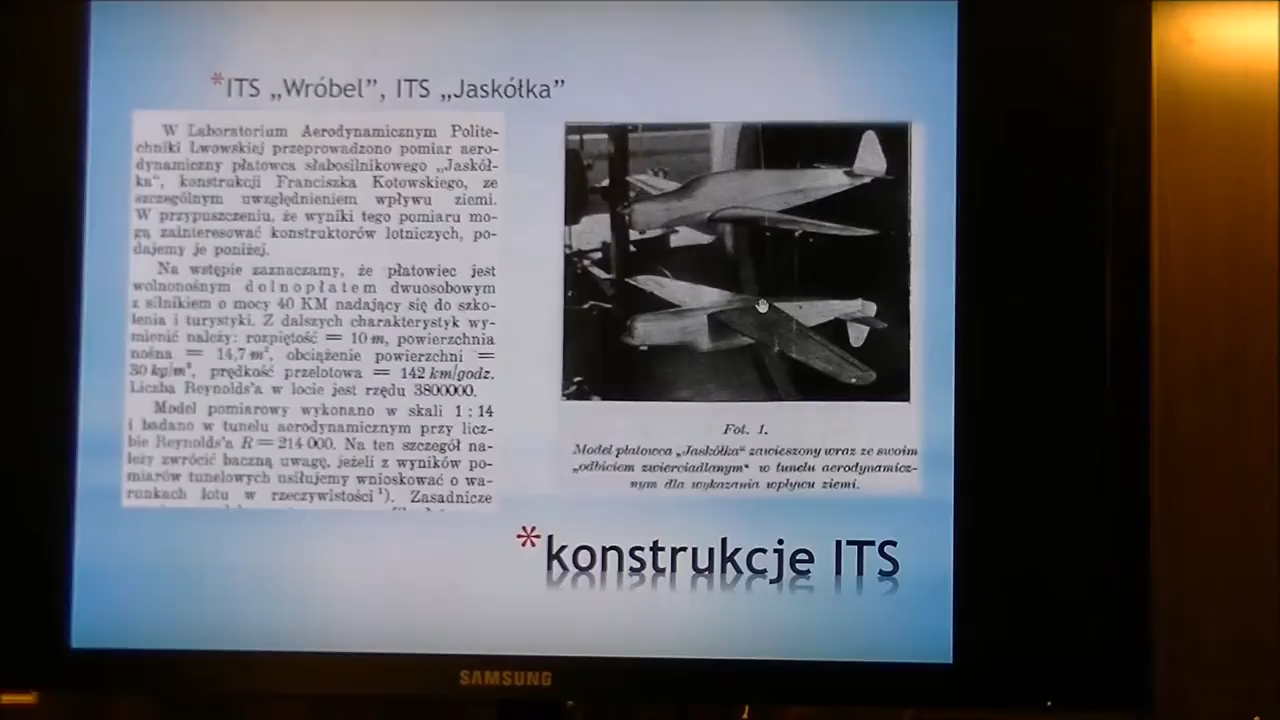 *ITS „Wróbel”, ITS „Jaskółka”
W Laboratorium Aerodynamicznym Polite-
chniki Lwowskiej przeprowadzono pomiar aero-
dynamiczny płatowca słabosilnikowego „Jaskół-
ka“, konstrukcji Franciszka Kotowskiego, ze
szczególnym uwzględnieniem wpływu ziemi.
W przypuszczeniu, że wyniki tego pomiaru mo-
gą zainteresować konstruktorów lotniczych, po-
dajemy je poniżej.
Na wstępie zaznaczamy, że płatowiec jest
wolnonośnym dolnopłatem dwuosobowym
z silnikiem o mocy 40 KM nadający się do szko-
lenia i turystyki. Z dalszych charakterystyk wy-
mienić należy: rozpiętość = 10 m, powierzchnia
nośna = 14,7 m², obciążenie powierzchni =
30 kg/m², prędkość przelotowa = 142 km/godz.
Liczba Reynolds'a w locie jest rzędu 3800000.
Model pomiarowy wykonano w skali 1:14
i badano w tunelu aerodynamicznym przy licz-
bie Reynolds'a R = 214 000. Na ten szczegół na-
leży zwrócić baczną uwagę, jeżeli z wyników po-
miarów tunelowych usiłujemy wnioskować o wa-
runkach lotu w rzeczywistości ¹). Zasadnicze
Fot. 1.
Model płatowca „Jaskółka“ zawieszony wraz ze swoim
„odbiciem zwierciadlanym“ w tunelu aerodynamicz-
nym dla wykazania wpływu ziemi.
*konstrukcje ITS
SAMSUNG